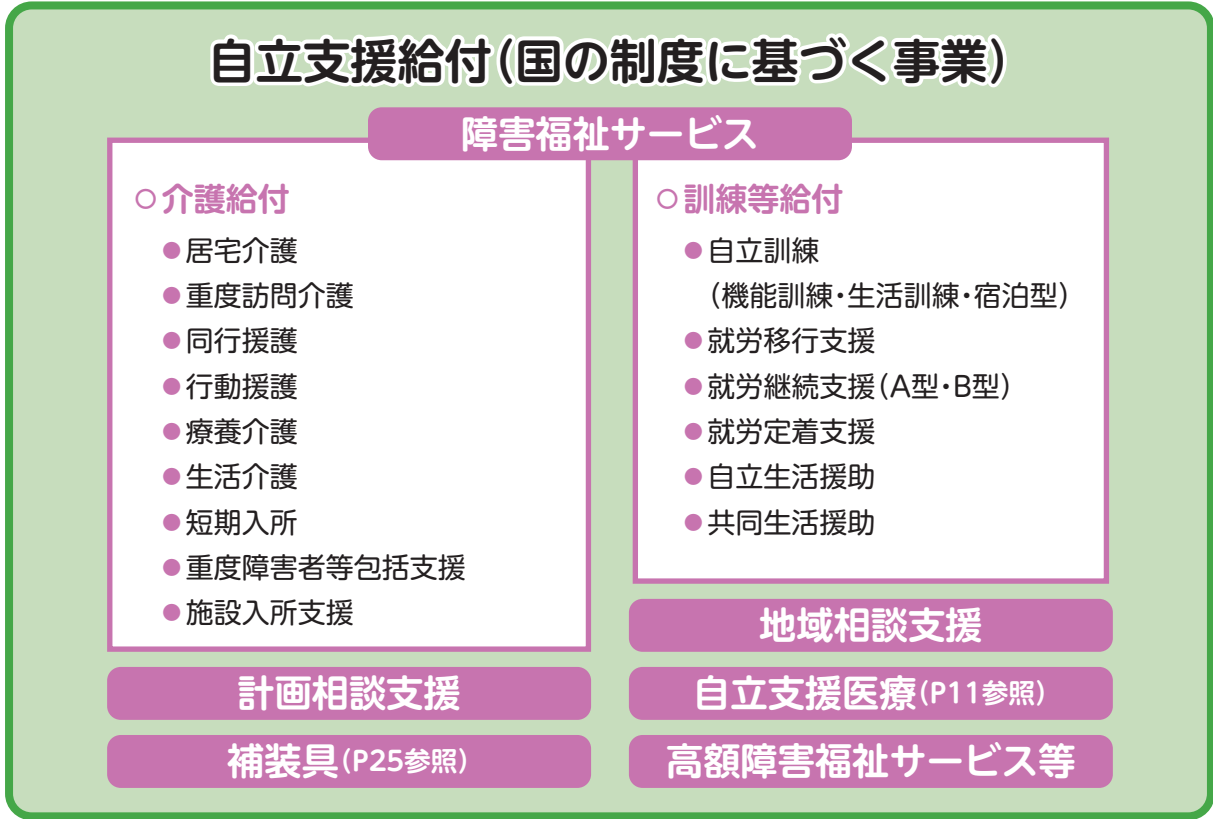 自立支援給付(国の制度に基づく事業)
障害福祉サービス
○介護給付
●居宅介護
●重度訪問介護
●同行援護
●行動援護
●療養介護
●生活介護
●短期入所
●重度障害者等包括支援
●施設入所支援
○訓練等給付
●自立訓練
(機能訓練・生活訓練・宿泊型)
●就労移行支援
●就労継続支援(A型・B型)
●就労定着支援
●自立生活援助
●共同生活援助
地域相談支援
計画相談支援
自立支援医療(P11参照)
補装具(P25参照)
高額障害福祉サービス等